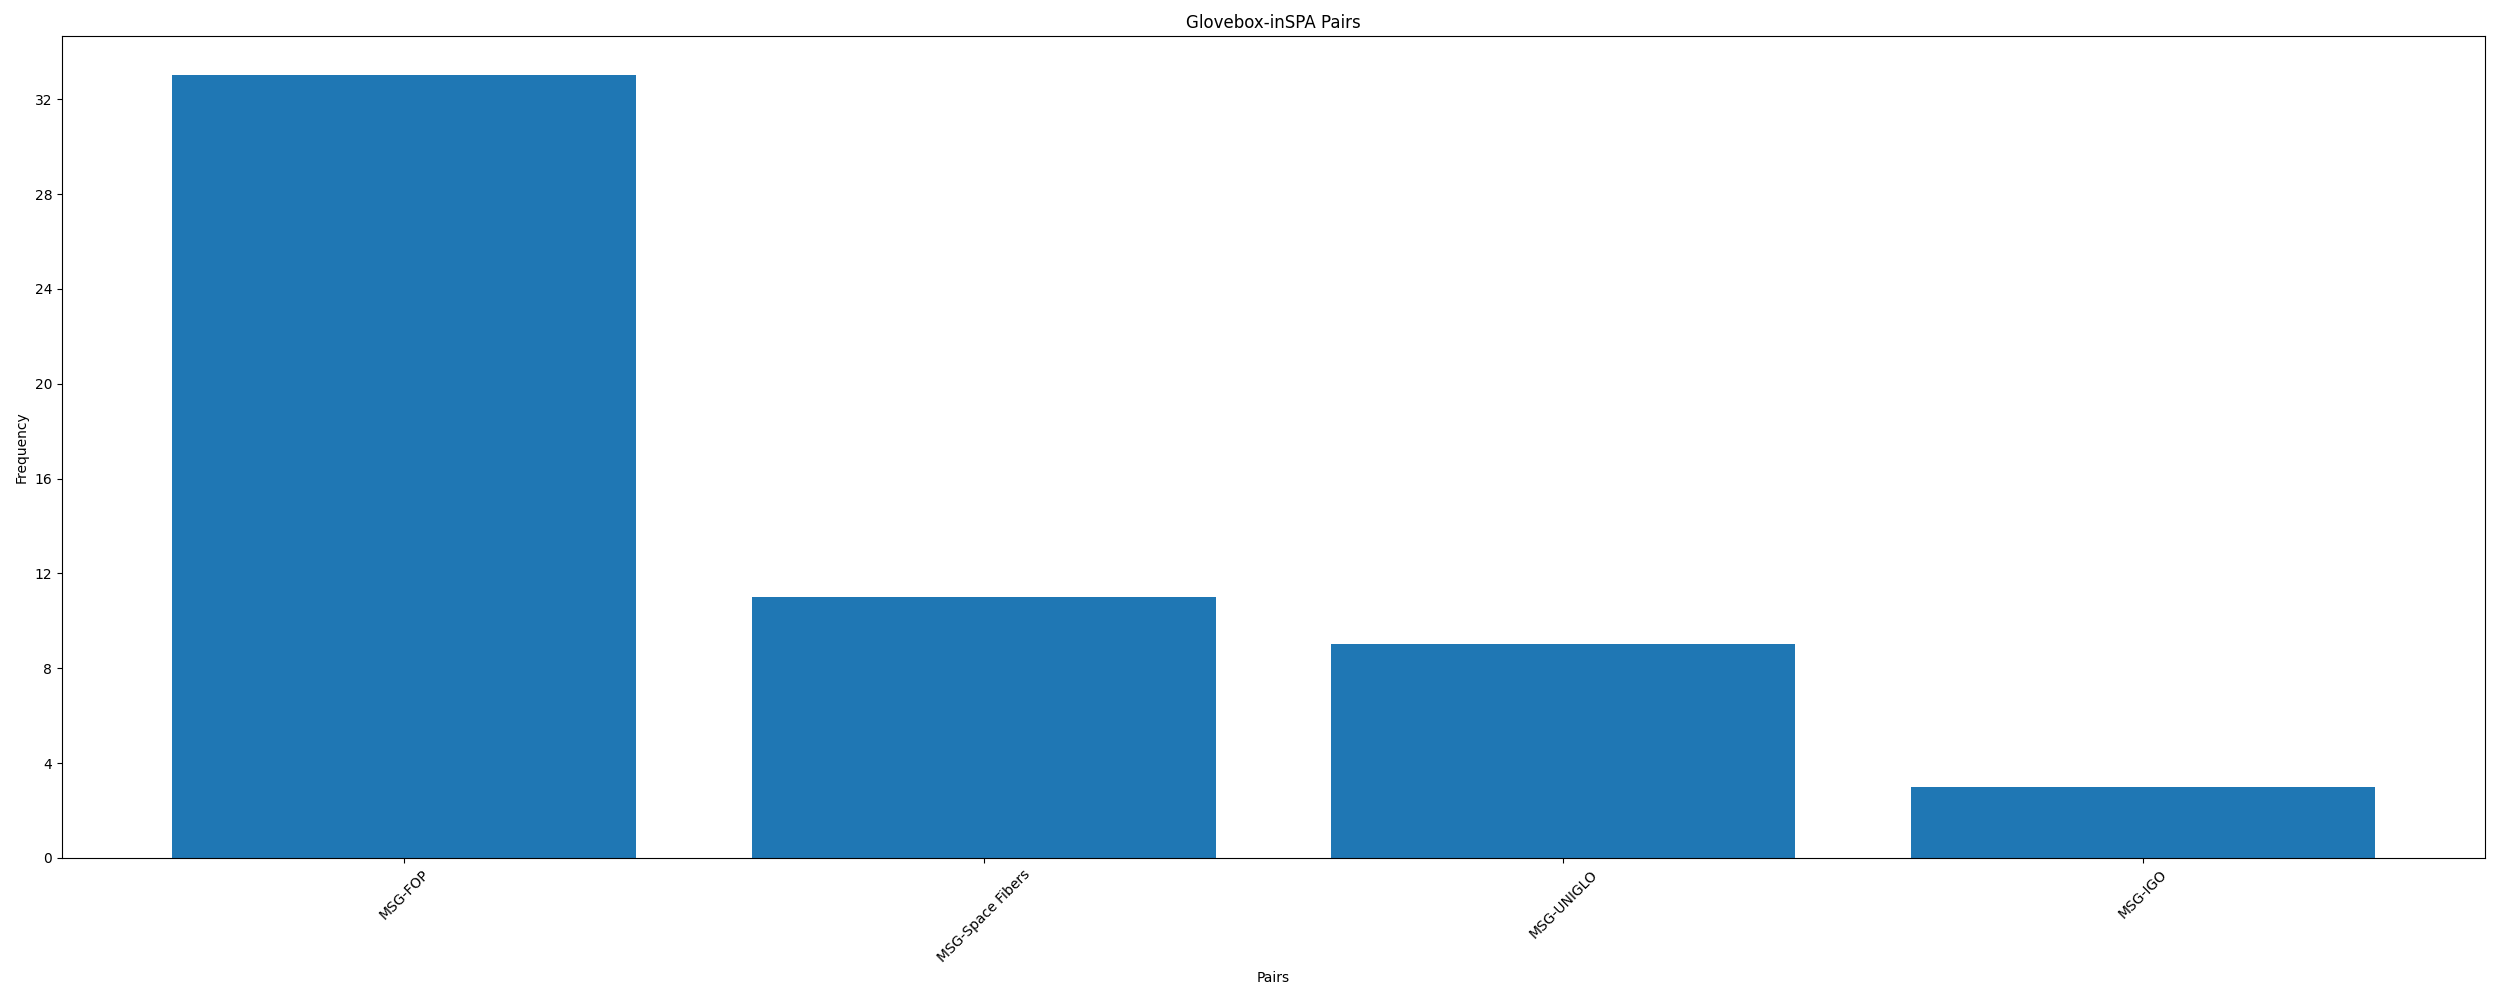 Glovebox-inSPA Pairs
32
28
24
20
16
12
8
4
0
Frequency
MSG-FOP
MSG-Space Fibers
MSG-UNIGLO
MSG-IGO
Pairs